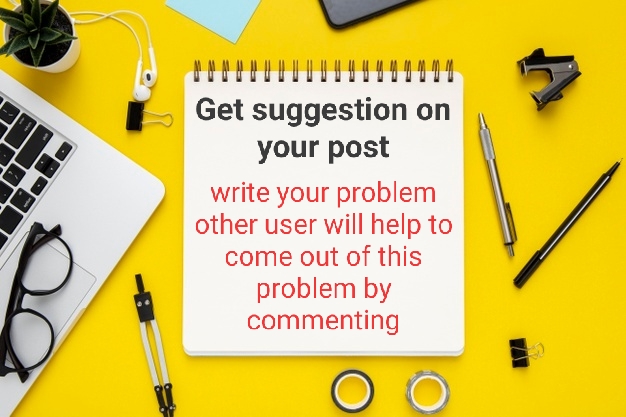 Get suggestion on
your post
write your problem
other user will help to
come out of this
problem by
commenting